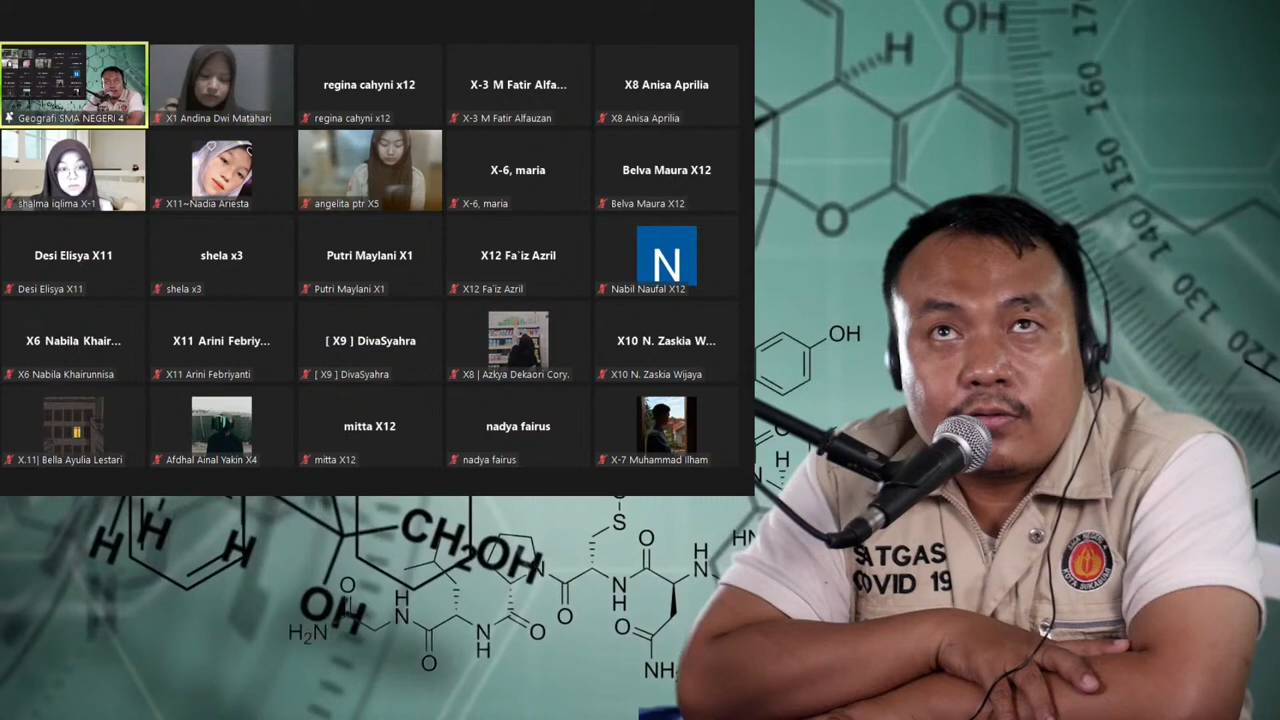 Geografi SMA NEGERI 4
X1 Andina Dwi Matahari
regina cahyni x12
regina cahyni x12
X-3 M Fatir Alfa...
X-3 M Fatir Alfauzan
X8 Anisa Aprilia
X8 Anisa Aprilia
shalma iqlima X-1
X11~Nadia Ariesta
angelita ptr X5
X-6, maria
X-6, maria
Belva Maura X12
Belva Maura X12
Desi Elisya X11
Desi Elisya X11
shela x3
shela x3
Putri Maylani X1
Putri Maylani X1
X12 Fa`iz Azril
X12 Fa`iz Azril
N
Nabil Naufal X12
X6 Nabila Khair...
X6 Nabila Khairunnisa
X11 Arini Febriy...
X11 Arini Febriyanti
[ X9 ] DivaSyahra
[ X9 ] DivaSyahra
X8 | Azkya Dekaori Cory.
X10 N. Zaskia W...
X10 N. Zaskia Wijaya
X.11| Bella Ayulia Lestari
Afdhal Ainal Yakin X4
mitta X12
mitta X12
nadya fairus
nadya fairus
X-7 Muhammad Ilham
OH
H
O
170
160
150
140
130
120
OH
O
H
S
H
H
H
CH₂OH
OH
O
H
H₂N
N
H
O
O
O
N
H
O
H
N
O
NH
HN
SATGAS
COVID 19
SMA NEGERI 4
KOTA SUKABUMI